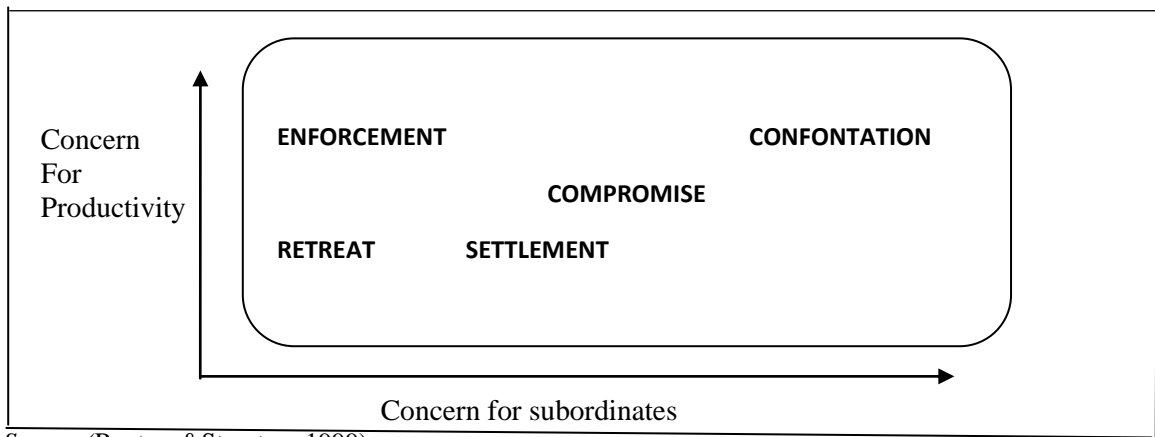 Concern
For
Productivity
ENFORCEMENT CONFONTATION
COMPROMISE
RETREAT SETTLEMENT
Concern for subordinates